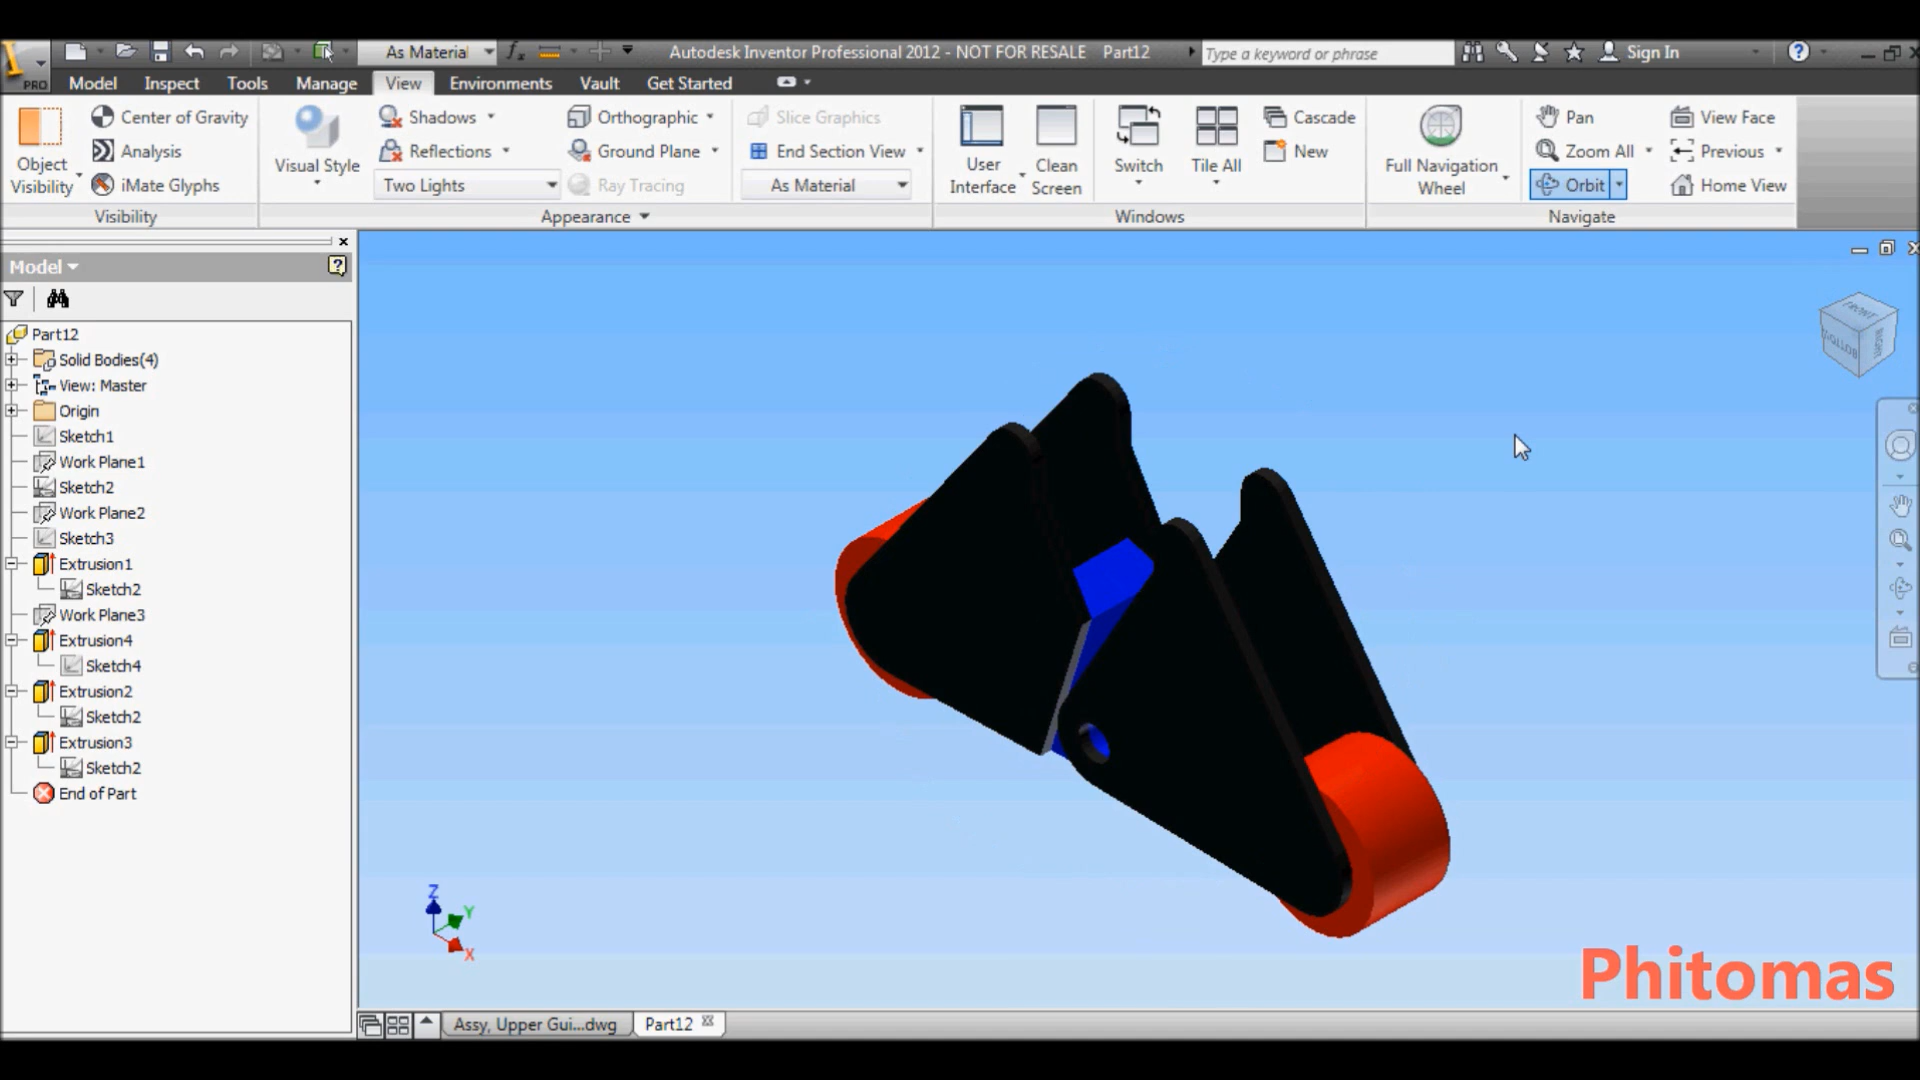 As Material
Autodesk Inventor Professional 2012 - NOT FOR RESALE Part12
Type a keyword or phrase
Sign In
PRO
Model Inspect Tools Manage View Environments Vault Get Started
Object Visibility
Center of Gravity
Analysis
iMate Glyphs
Visibility
Visual Style
Shadows
Reflections
Two Lights
Orthographic
Ground Plane
Ray Tracing
Appearance
Slice Graphics
End Section View
As Material
User Interface
Clean Screen
Switch
Tile All
Cascade
New
Windows
Full Navigation Wheel
Pan
Zoom All
Orbit
View Face
Previous
Home View
Navigate
Model
Part12
Solid Bodies(4)
View: Master
Origin
Sketch1
Work Plane1
Sketch2
Work Plane2
Sketch3
Extrusion1
Sketch2
Work Plane3
Extrusion4
Sketch4
Extrusion2
Sketch2
Extrusion3
Sketch2
End of Part
FRONT
BOTTOM
RIGHT
Z
Y
X
Phitomas
Assy, Upper Gui...dwg
Part12